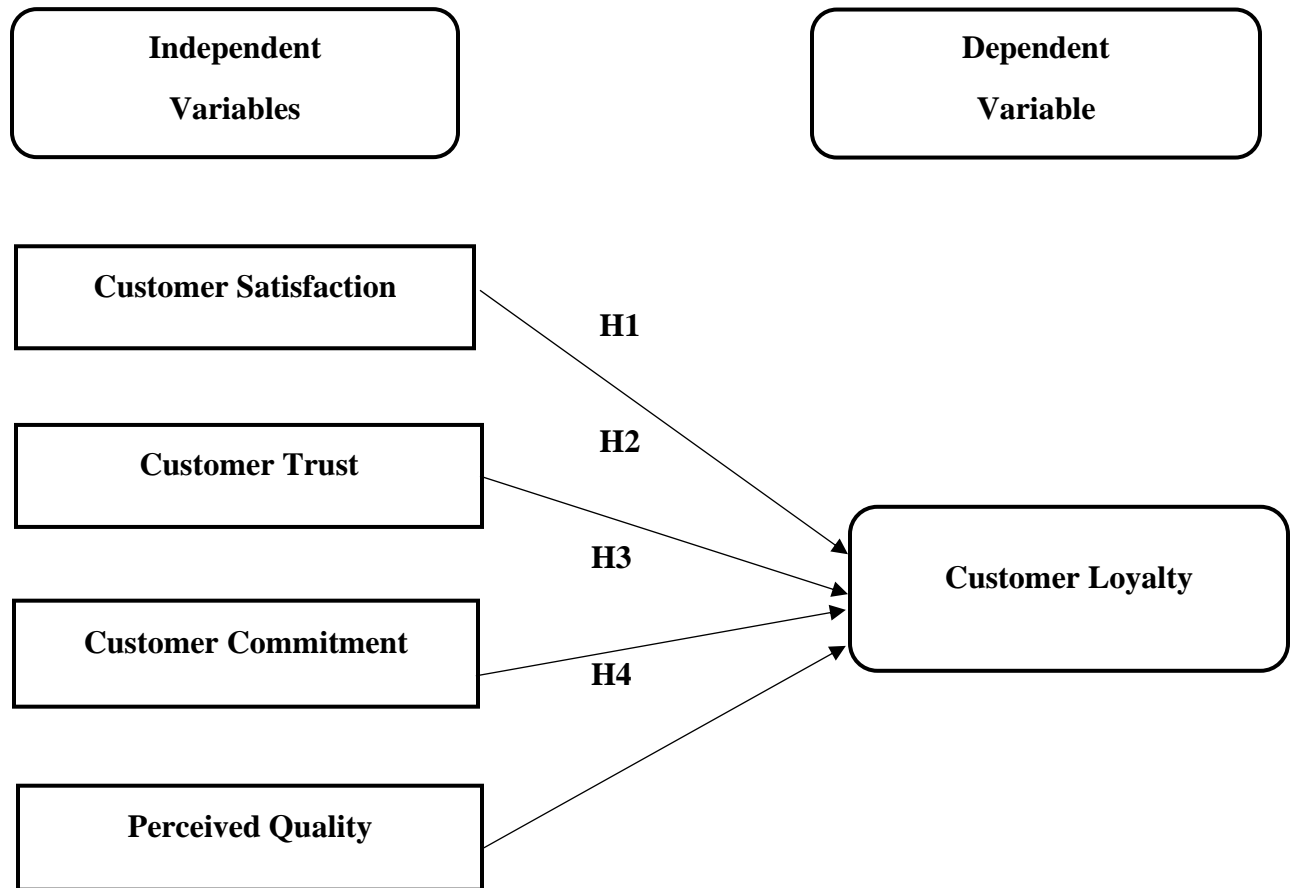 Independent
Variables
Dependent
Variable
Customer Satisfaction
H1
H2
Customer Trust
H3
Customer Loyalty
Customer Commitment
H4
Perceived Quality